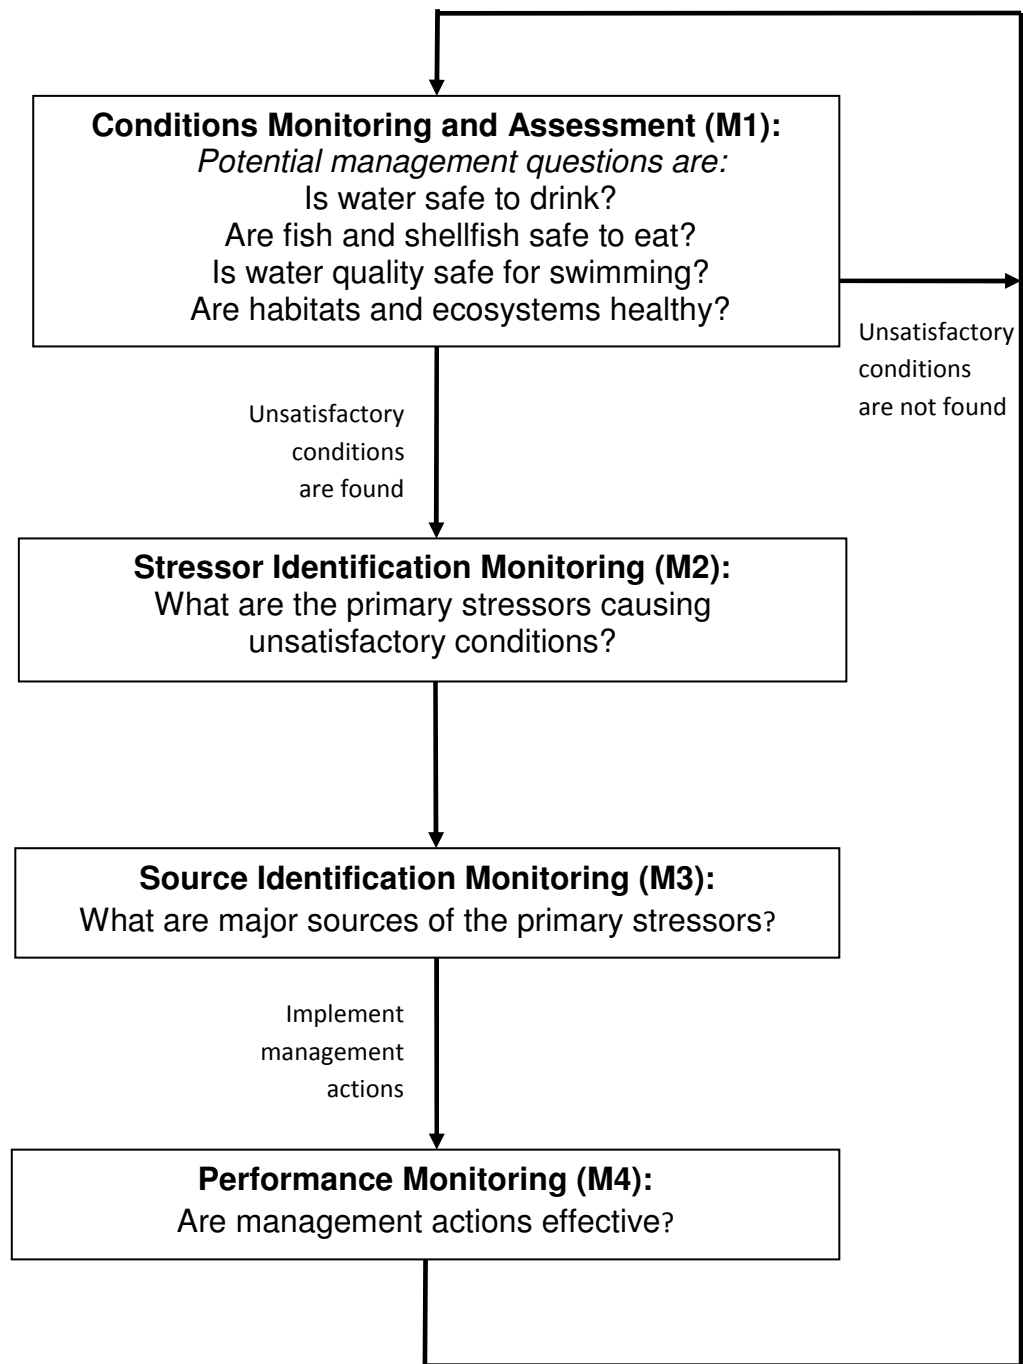 Conditions Monitoring and Assessment (M1):
Potential management questions are:
Is water safe to drink?
Are fish and shellfish safe to eat?
Is water quality safe for swimming?
Are habitats and ecosystems healthy?
Unsatisfactory
conditions
are not found
Unsatisfactory
conditions
are found
Stressor Identification Monitoring (M2):
What are the primary stressors causing
unsatisfactory conditions?
Source Identification Monitoring (M3):
What are major sources of the primary stressors?
Implement
management
actions
Performance Monitoring (M4):
Are management actions effective?